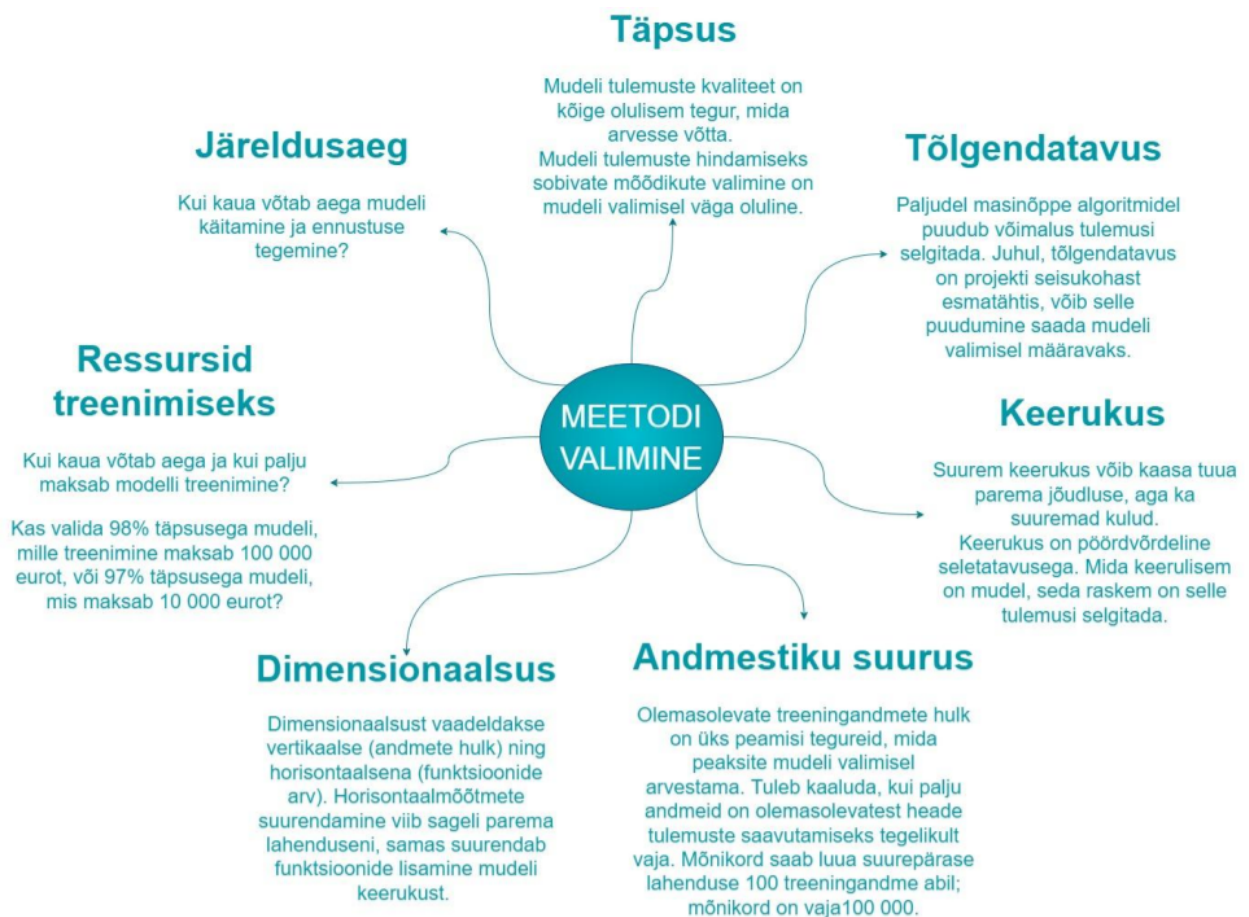 Täpsus
Mudeli tulemuste kvaliteet on
kõige olulisem tegur, mida
arvesse võtta.
Mudeli tulemuste hindamiseks
sobivate mõõdikute valimine on
mudeli valimisel väga oluline.
Järeldusaeg
Kui kaua võtab aega mudeli
käitamine ja ennustuse
tegemine?
Tõlgendatavus
Paljudel masinõppe algoritmidel
puudub võimalus tulemusi
selgitada. Juhul, tõlgendatavus
on projekti seisukohast
esmatähtis, võib selle
puudumine saada mudeli
valimisel määravaks.
Ressursid
treenimiseks
Kui kaua võtab aega ja kui palju
maksab modelli treenimine?
Kas valida 98% täpsusega mudeli,
mille treenimine maksab 100 000
eurot, või 97% täpsusega mudeli,
mis maksab 10 000 eurot?
MEETODI
VALIMINE
Keerukus
Suurem keerukus võib kaasa tuua
parema jõudluse, aga ka
suuremad kulud.
Keerukus on pöördvõrdeline
seletatavusega. Mida keerulisem
on mudel, seda raskem on selle
tulemusi selgitada.
Dimensionaalsus
Dimensionaalsust vaadeldakse
vertikaalse (andmete hulk) ning
horisontaalsena (funktsioonide
arv). Horisontaalmõõtmete
suurendamine viib sageli parema
lahenduseni, samas suurendab
funktsioonide lisamine mudeli
keerukust.
Andmestiku suurus
Olemasolevate treeningandmete hulk
on üks peamisi tegureid, mida
peaksite mudeli valimisel
arvestama. Tuleb kaaluda, kui palju
andmeid on olemasolevatest heade
tulemuste saavutamiseks tegelikult
vaja. Mõnikord saab luua suurepärase
lahenduse 100 treeningandme abil;
mõnikord on vaja100 000.